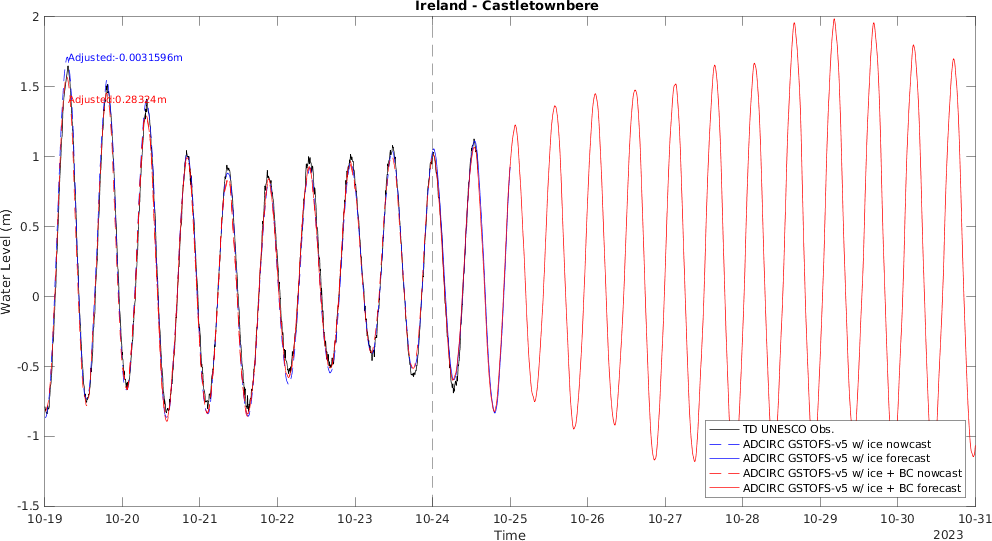 Ireland - Castletownbere
Adjusted:-0.0031596m
Adjusted:0.28324m
Water Level (m)
2
1.5
1
0.5
0
-0.5
-1
-1.5
TD UNESCO Obs.
ADCIRC GSTOFS-v5 w/ ice nowcast
ADCIRC GSTOFS-v5 w/ ice forecast
ADCIRC GSTOFS-v5 w/ ice + BC nowcast
ADCIRC GSTOFS-v5 w/ ice + BC forecast
10-19 10-20 10-21 10-22 10-23 10-24 10-25 10-26 10-27 10-28 10-29 10-30 10-31
Time
2023